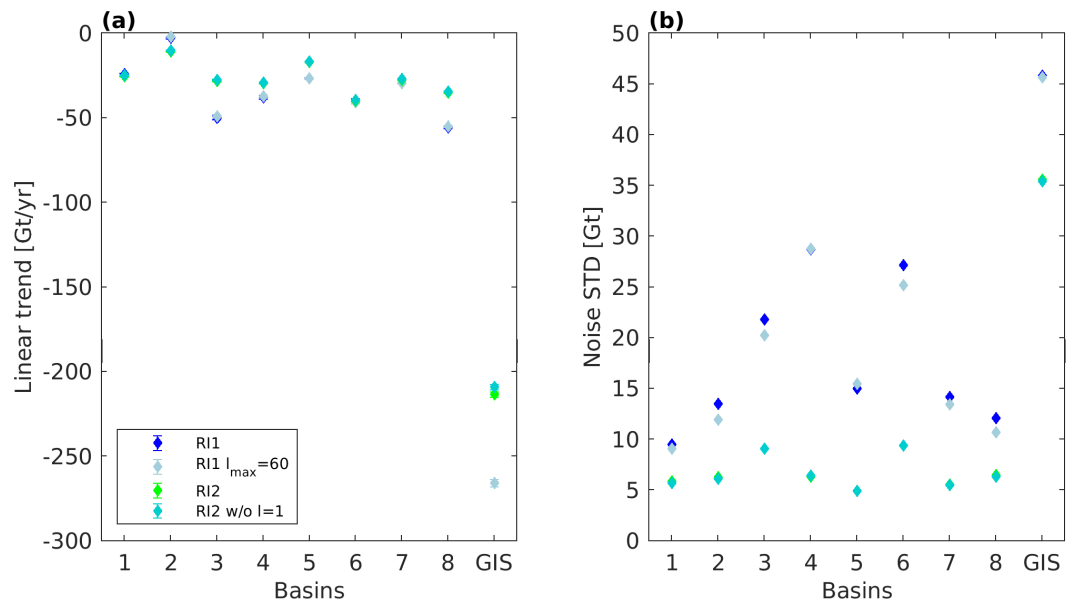 (a)
0
-50
-100
-150
-200
-250
-300
Linear trend [Gt/yr]
RI1
RI1 l_max=60
RI2
RI2 w/o l=1
1 2 3 4 5 6 7 8 GIS
Basins
(b)
50
45
40
35
30
25
20
15
10
5
0
Noise STD [Gt]
1 2 3 4 5 6 7 8 GIS
Basins